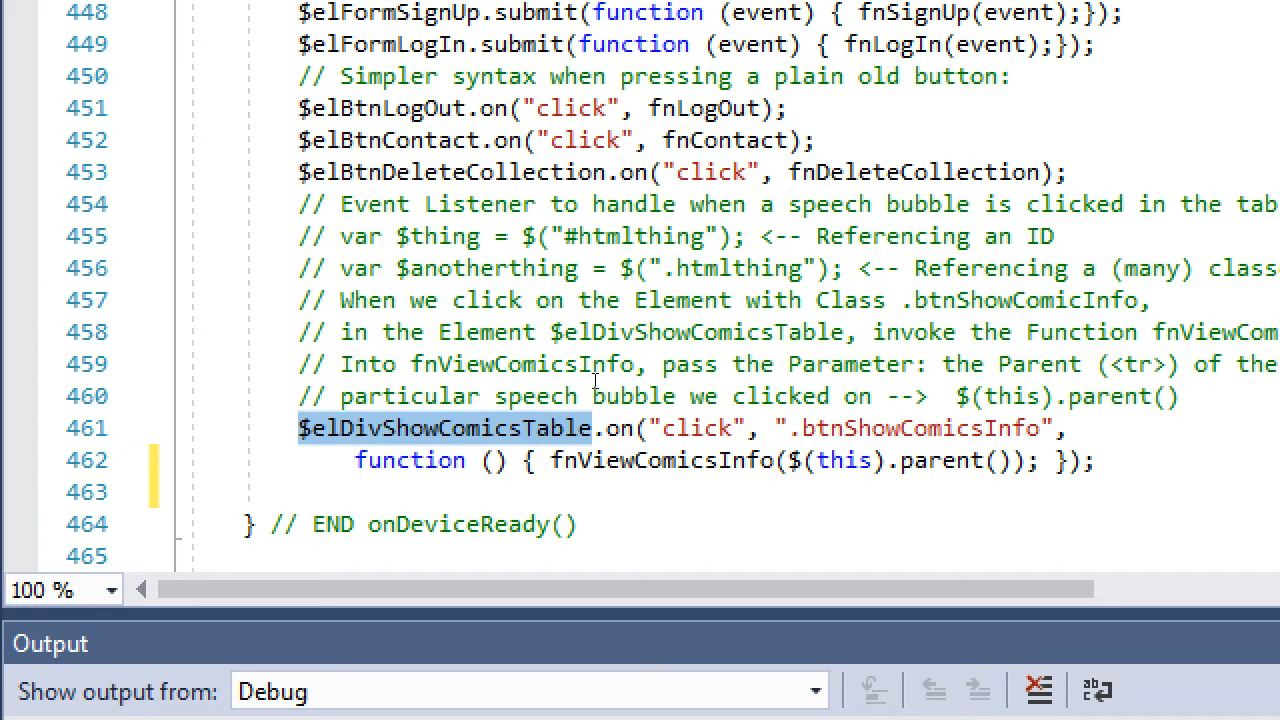 448 $elFormSignUp.submit(function (event) { fnSignUp(event);});
449 $elFormLogIn.submit(function (event) { fnLogIn(event);});
450 // Simpler syntax when pressing a plain old button:
451 $elBtnLogOut.on("click", fnLogOut);
452 $elBtnContact.on("click", fnContact);
453 $elBtnDeleteCollection.on("click", fnDeleteCollection);
454 // Event Listener to handle when a speech bubble is clicked in the tab
455 // var $thing = $("#htmlthing"); <-- Referencing an ID
456 // var $anotherthing = $(".htmlthing"); <-- Referencing a (many) classe
457 // When we click on the Element with Class .btnShowComicInfo,
458 // in the Element $elDivShowComicsTable, invoke the Function fnViewCom
459 // Into fnViewComicsInfo, pass the Parameter: the Parent (<tr>) of the
460 // particular speech bubble we clicked on --> $(this).parent()
461 $elDivShowComicsTable.on("click", ".btnShowComicsInfo",
462 function () { fnViewComicsInfo($(this).parent()); });
463
464 } // END onDeviceReady()
465
100 %
Output
Show output from: Debug